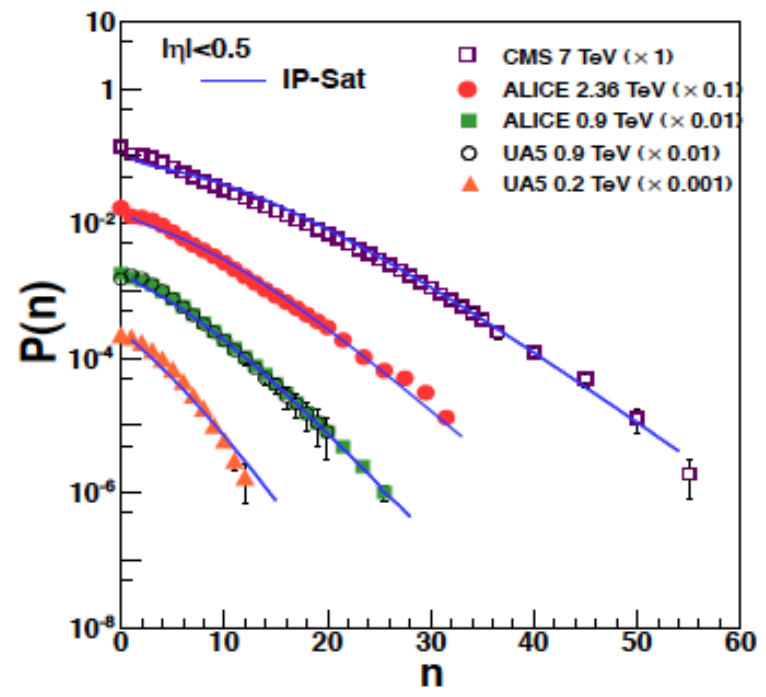 |η|<0.5
IP-Sat
CMS 7 TeV (× 1)
ALICE 2.36 TeV (× 0.1)
ALICE 0.9 TeV (× 0.01)
UA5 0.9 TeV (× 0.01)
UA5 0.2 TeV (× 0.001)
P(n)
10
1
10⁻²
10⁻⁴
10⁻⁶
10⁻⁸
0 10 20 30 40 50 60
n